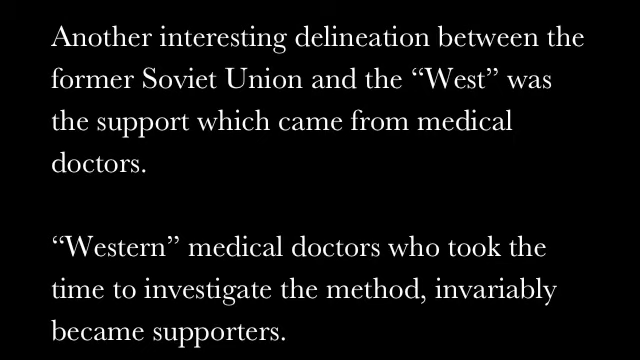 Another interesting delineation between the
former Soviet Union and the “West” was
the support which came from medical
doctors.
“Western” medical doctors who took the
time to investigate the method, invariably
became supporters.